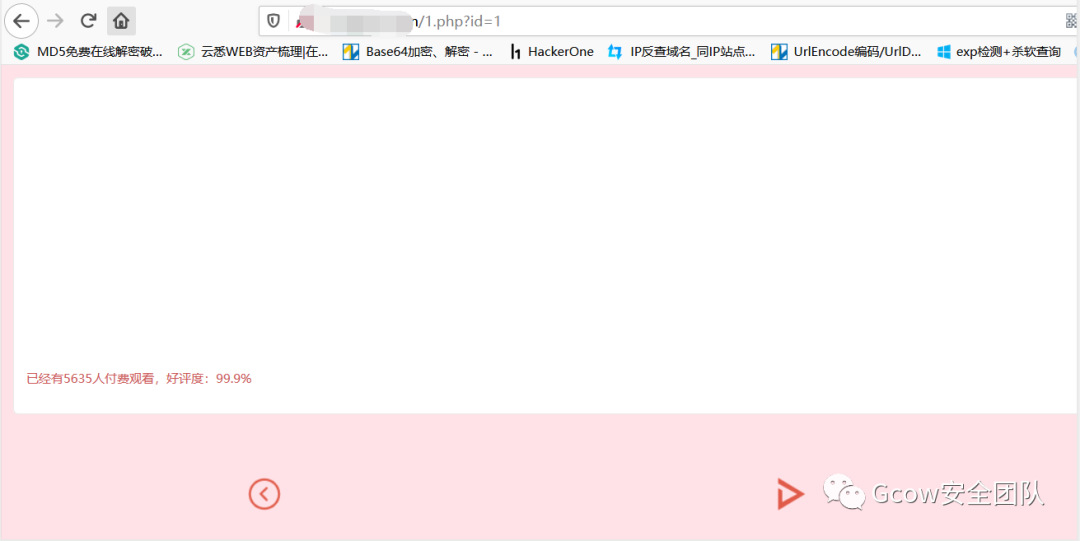 /1.php?id=1
MD5免费在线解密破... 云悉WEB资产梳理|在... Base64加密、解密 - ... HackerOne IP反查域名_同IP站点... UrlEncode编码/UrlD... exp检测+杀软查询
已经有5635人付费观看，好评度：99.9%
Gcow安全团队